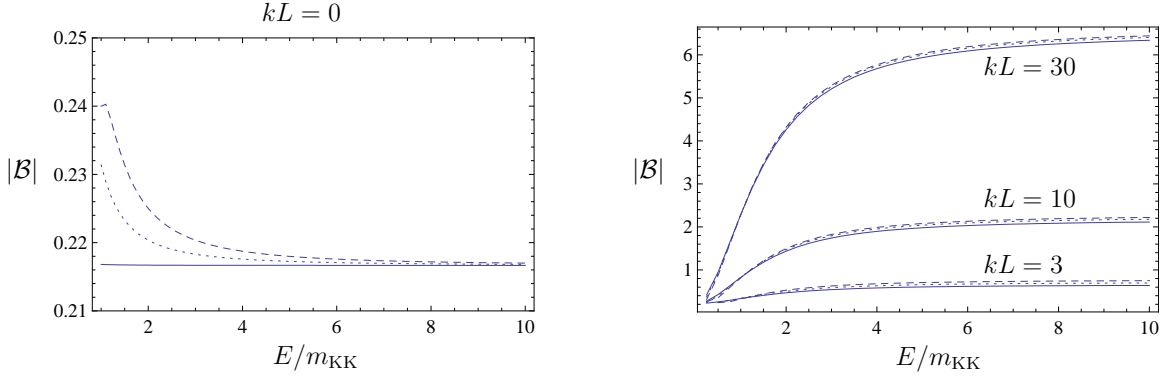 kL = 0
0.25
0.24
0.23
0.22
0.21
|𝓑|
2 4 6 8 10
E/m_KK
6
5
4
3
2
1
|𝓑|
kL = 30
kL = 10
kL = 3
2 4 6 8 10
E/m_KK